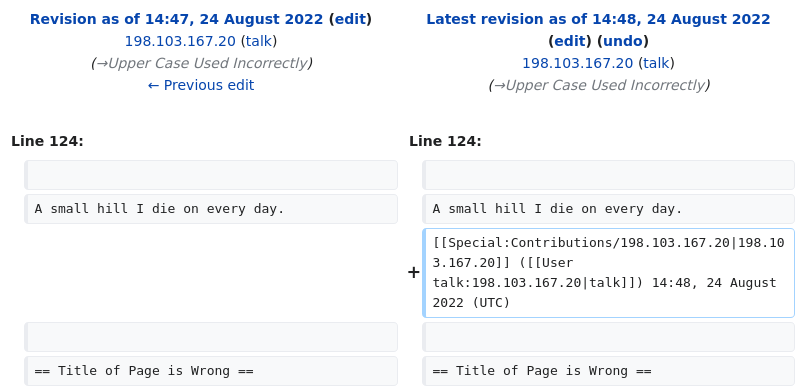 Revision as of 14:47, 24 August 2022 (edit)
198.103.167.20 (talk)
(→Upper Case Used Incorrectly)
← Previous edit
Latest revision as of 14:48, 24 August 2022
(edit) (undo)
198.103.167.20 (talk)
(→Upper Case Used Incorrectly)
Line 124:
Line 124:
A small hill I die on every day.
A small hill I die on every day.
+
[[Special:Contributions/198.103.167.20|198.10
3.167.20]] ([[User
talk:198.103.167.20|talk]]) 14:48, 24 August
2022 (UTC)
== Title of Page is Wrong ==
== Title of Page is Wrong ==